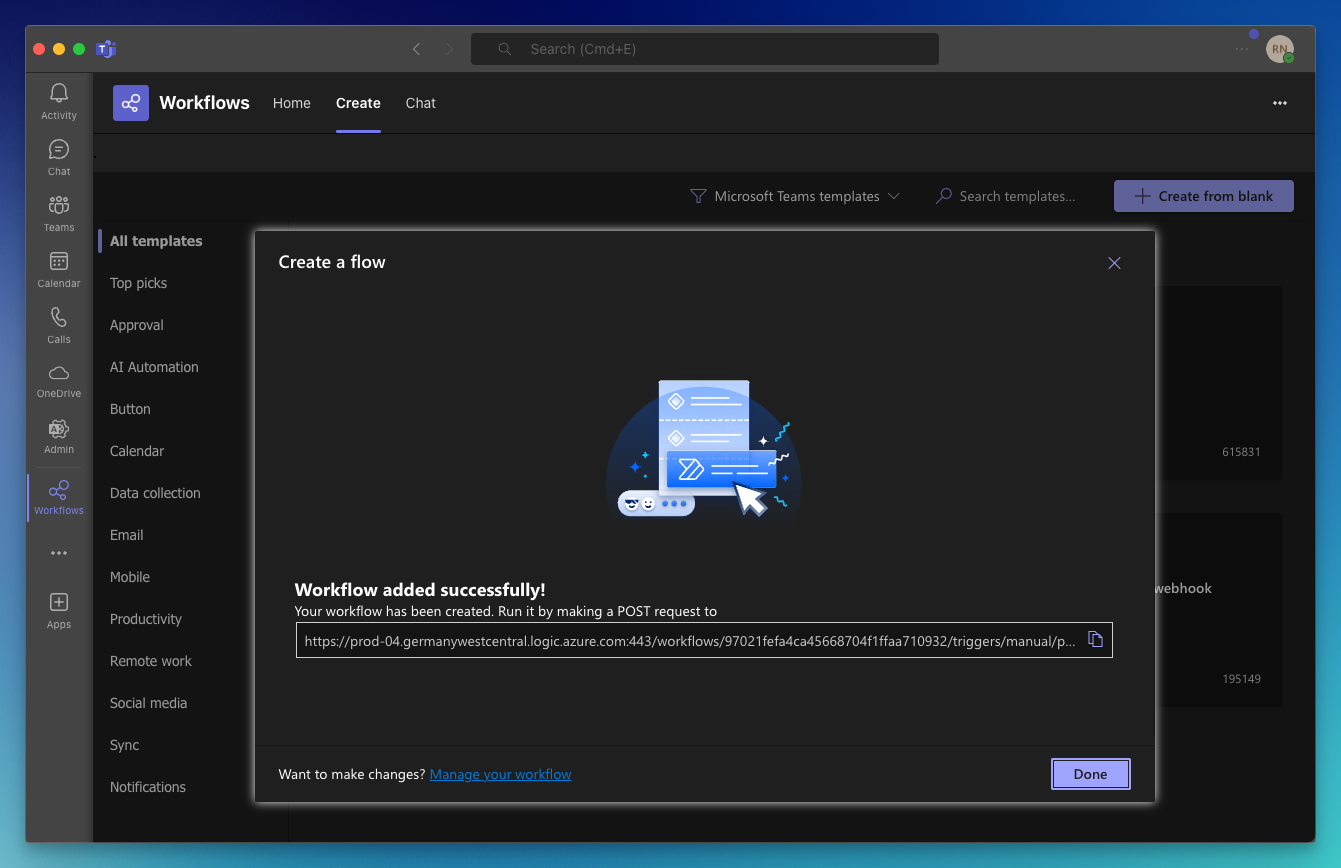 Search (Cmd+E)
RN
Activity
Chat
Teams
Calendar
Calls
OneDrive
Admin
Workflows
Apps
Workflows Home Create Chat
Microsoft Teams templates
Search templates...
Create from blank
All templates
Top picks
Approval
AI Automation
Button
Calendar
Data collection
Email
Mobile
Productivity
Remote work
Social media
Sync
Notifications
615831
webhook
195149
Create a flow
Workflow added successfully!
Your workflow has been created. Run it by making a POST request to
https://prod-04.germanywestcentral.logic.azure.com:443/workflows/97021fefa4ca45668704f1ffaa710932/triggers/manual/p...
Want to make changes? Manage your workflow
Done